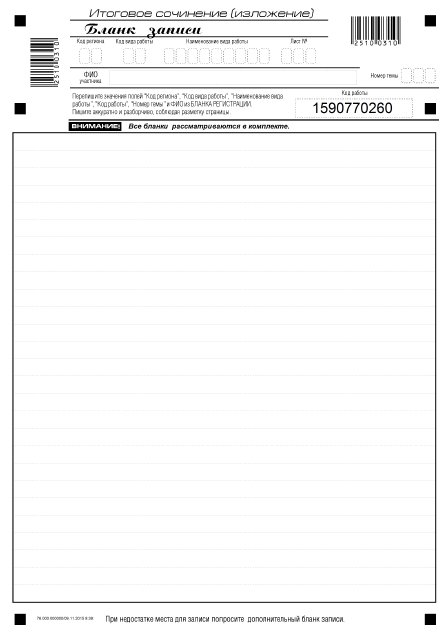 Итоговое сочинение (изложение)
Бланк записи
2510 0310
2510 0310
Код региона Код вида работы Наименование вида работы Лист №
ФИО участника
Номер темы
Перепишите значения полей "Код региона", "Код вида работы", "Наименование вида
работы", "Код работы", "Номер темы" и ФИО из БЛАНКА РЕГИСТРАЦИИ.
Пишите аккуратно и разборчиво, соблюдая разметку страницы.
Код работы
1590770260
ВНИМАНИЕ! Все бланки рассматриваются в комплекте.
При недостатке места для записи попросите дополнительный бланк записи.